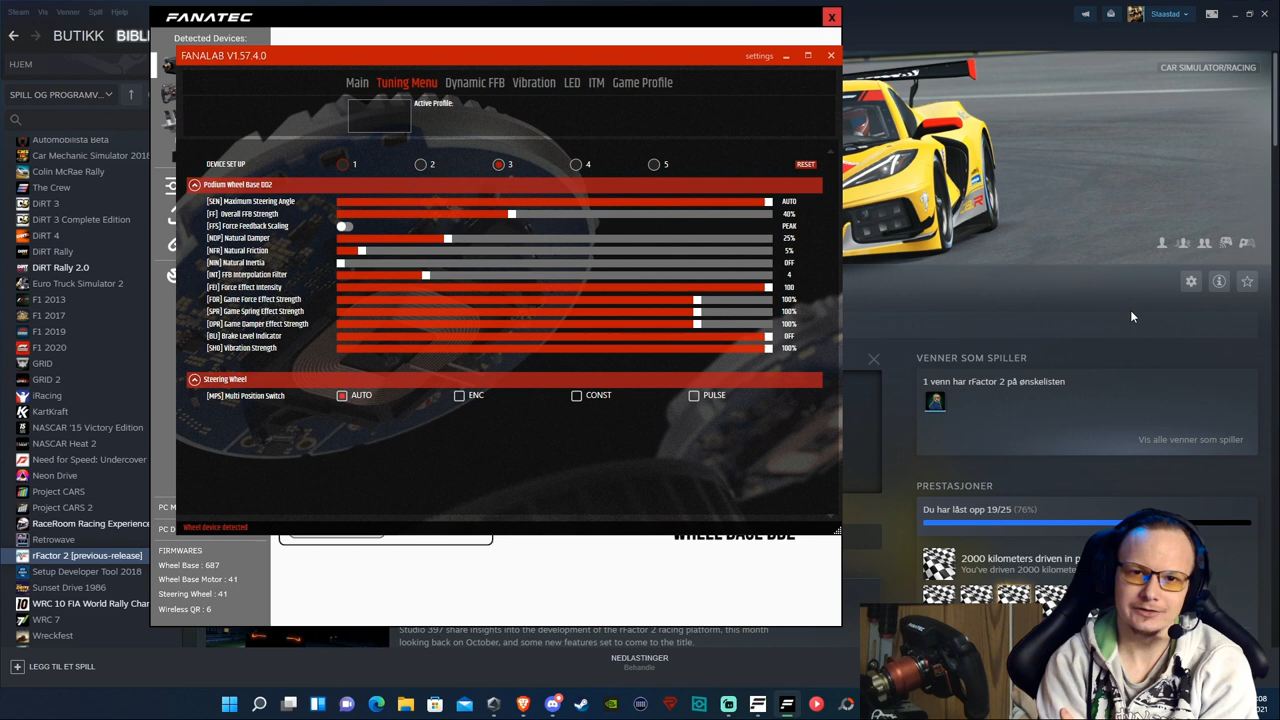 Steam Vis Venner Spill Hjelp
Slaastad
FANATEC
X
BUTIKK BIBL
Detected Devices:
HJEM
SPILL OG PROGRAMV...
FANALAB V1.57.4.0
settings
Main Tuning Menu Dynamic FFB Vibration LED ITM Game Profile
Active Profile:
DEVICE SET UP 1 2 3 4 5 RESET
Podium Wheel Base DD2
[SEN] Maximum Steering Angle AUTO
[FF] Overall FFB Strength 40%
[FFS] Force Feedback Scaling PEAK
[NDP] Natural Damper 25%
[NFR] Natural Friction 5%
[NIN] Natural Inertia OFF
[INT] FFB Interpolation Filter 4
[FEI] Force Effect Intensity 100
[FOR] Game Force Effect Strength 100%
[SPR] Game Spring Effect Strength 100%
[DPR] Game Damper Effect Strength 100%
[BLI] Brake Level Indicator OFF
[SHO] Vibration Strength 100%
Steering Wheel
[MPS] Multi Position Switch AUTO ENC CONST PULSE
Wheel device detected
Automobilista Beta
Car Mechanic Simulator 2018
Colin McRae Rally
The Crew
DiRT 3
DiRT 3 Complete Edition
DiRT 4
DiRT Rally
DiRT Rally 2.0
Euro Truck Simulator 2
F1 2013
F1 2017
F1 2019
F1 2020
GRID
GRID 2
iRacing
KartKraft
NASCAR '15 Victory Edition
NASCAR Heat 2
Need for Speed: Undercover
Neon Drive
Project CARS
Project CARS 2
RaceRoom Racing Experience
Retrowave
rFactor 2 [previous-release]
Setup Developer Tool 2018
Sunset Drive 1986
WRC 10 FIA World Rally Char
WRC 7
Wreckfest
LEGG TIL ET SPILL
PC M
PC D
FIRMWARES
Wheel Base : 687
Wheel Base Motor : 41
Steering Wheel : 41
Wireless QR : 6
WHEEL BASE DD2
Studio 397 share insights into the development of the rFactor 2 racing platform, this month
looking back on October, and some new features set to come to the title.
NEDLASTINGER
Behandle
CAR SIMULATOR/RACING
VENNER SOM SPILLER
1 venn har rFactor 2 på ønskelisten
Vis alle venner som spiller
PRESTASJONER
Du har låst opp 19/25 (76%)
2000 kilometers driven in p
You've driven 2000 kilomete